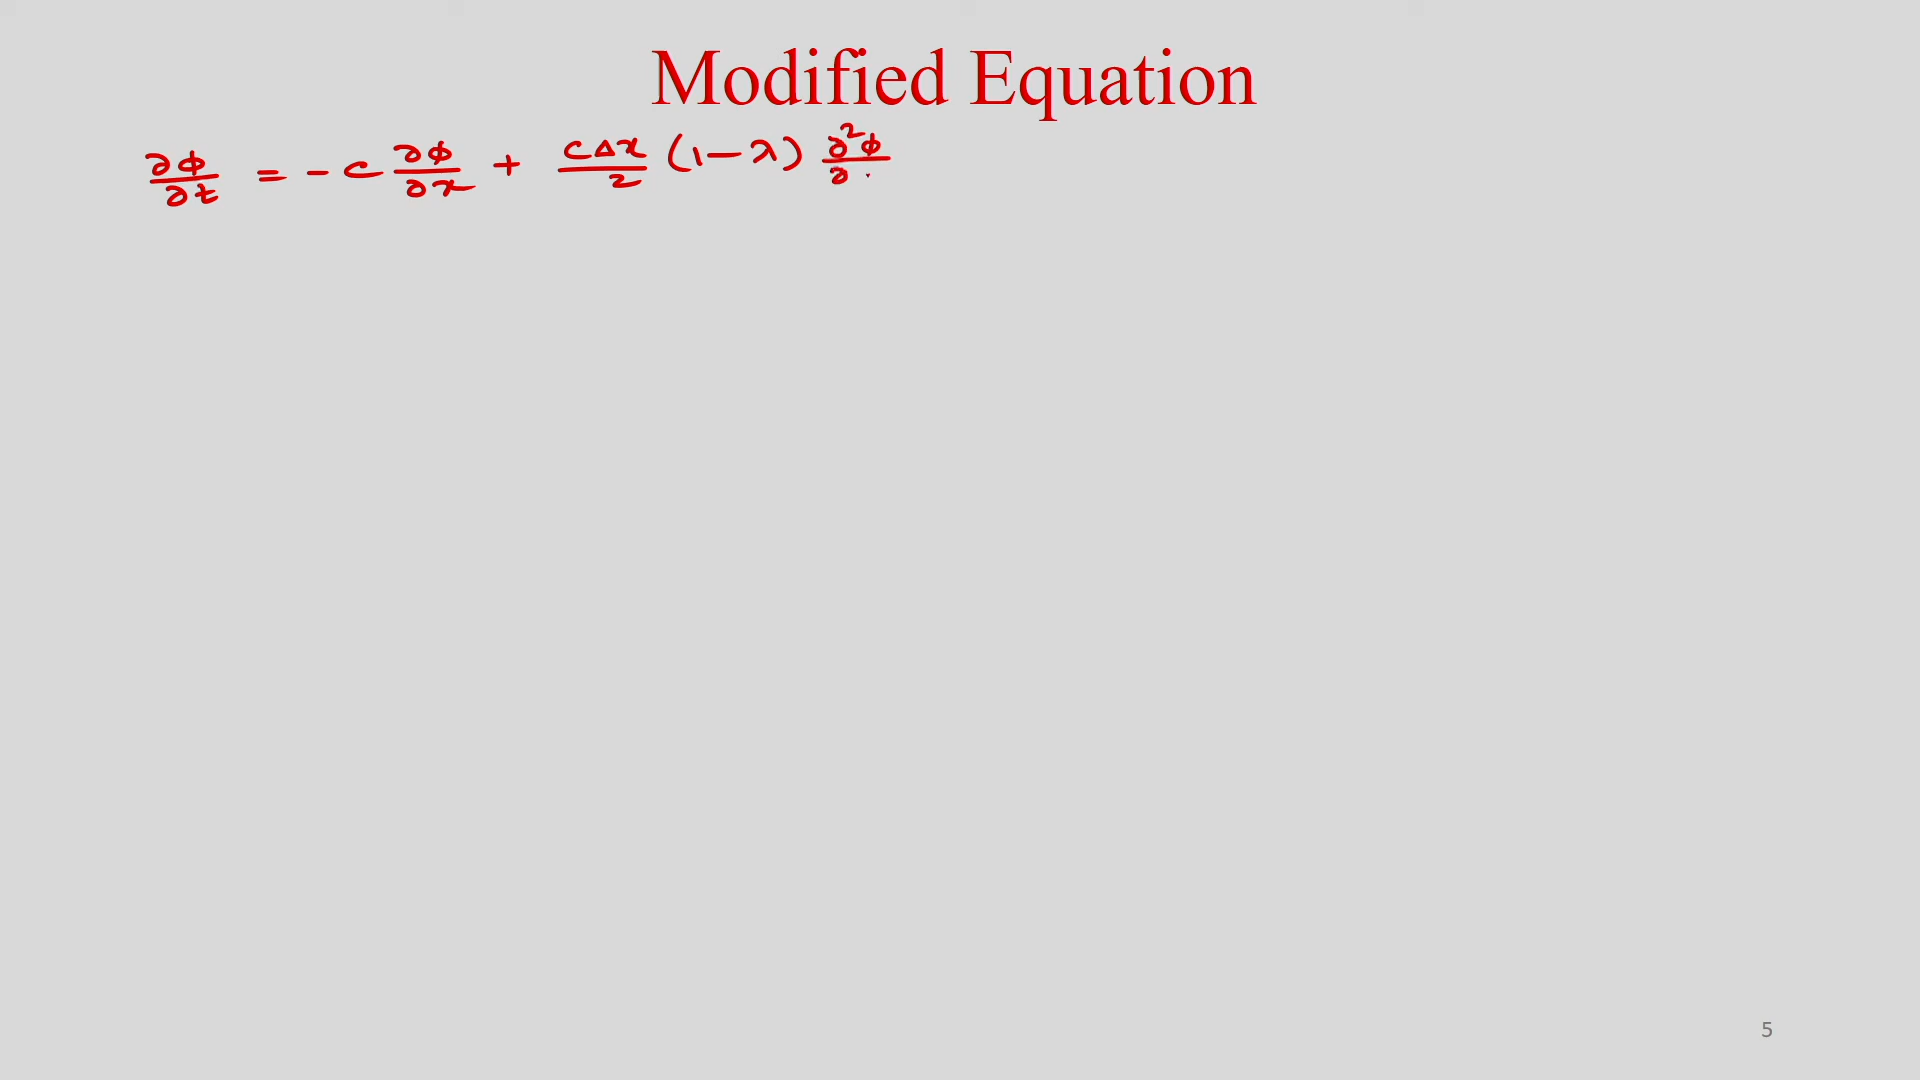 Modified Equation
∂φ/∂t = - c ∂φ/∂x + cΔx/2 (1-λ) ∂²φ/∂
5